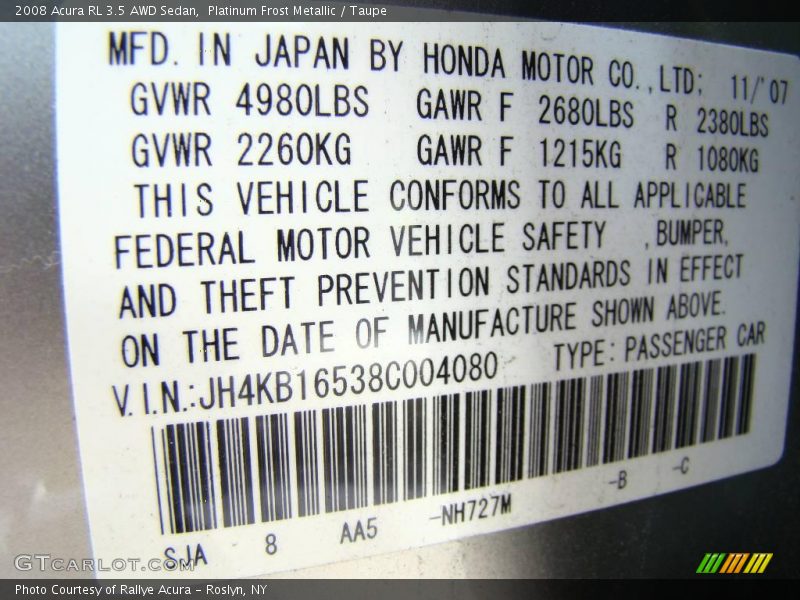 2008 Acura RL 3.5 AWD Sedan,  Platinum Frost Metallic / Taupe
MFD. IN JAPAN BY HONDA MOTOR CO.,LTD; 11/'07
GVWR 4980LBS GAWR F 2680LBS R 2380LBS
GVWR 2260KG GAWR F 1215KG R 1080KG
THIS VEHICLE CONFORMS TO ALL APPLICABLE
FEDERAL MOTOR VEHICLE SAFETY ,BUMPER,
AND THEFT PREVENTION STANDARDS IN EFFECT
ON THE DATE OF MANUFACTURE SHOWN ABOVE.
V.I.N.:JH4KB16538C004080 TYPE:PASSENGER CAR
SJA 8 AA5 -NH727M -B -C
GTCARLOT.COM
Photo Courtesy of Rallye Acura - Roslyn, NY